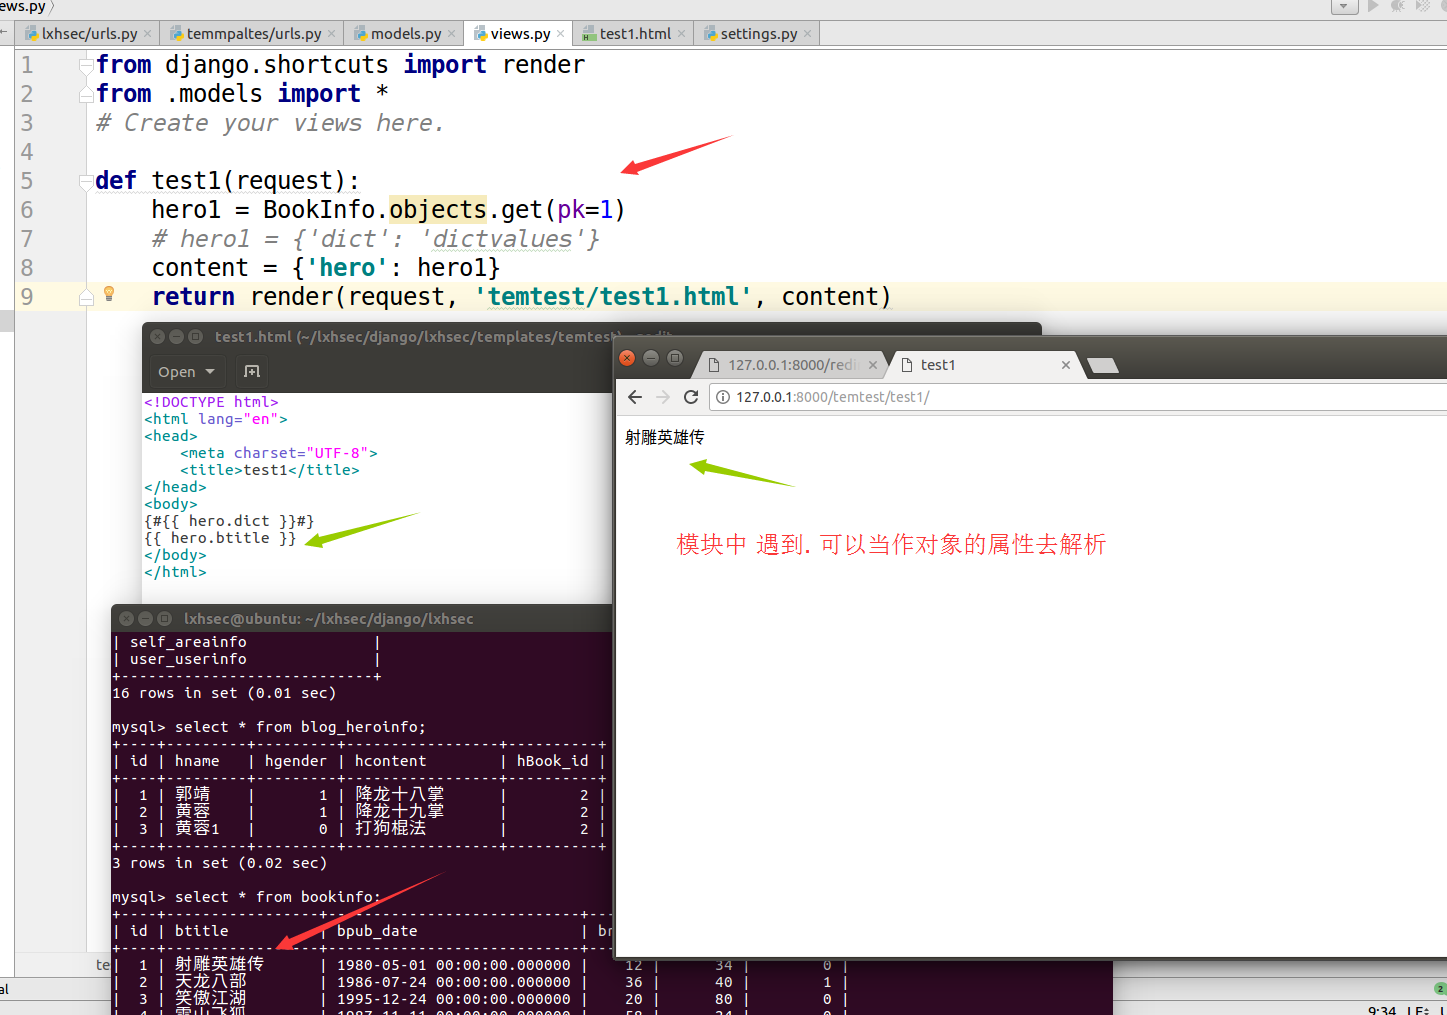 ews.py
lxhsec/urls.py
temmpaltes/urls.py
models.py
views.py
test1.html
settings.py
1 from django.shortcuts import render
2 from .models import *
3 # Create your views here.
4
5 def test1(request):
6 hero1 = BookInfo.objects.get(pk=1)
7 # hero1 = {'dict': 'dictvalues'}
8 content = {'hero': hero1}
9 return render(request, 'temtest/test1.html', content)
test1.html (~/lxhsec/django/lxhsec/templates/temtest) - gedit
Open
<!DOCTYPE html>
<html lang="en">
<head>
<meta charset="UTF-8">
<title>test1</title>
</head>
<body>
{#{{ hero.dict }}#}
{{ hero.btitle }}
</body>
</html>
127.0.0.1:8000/redi
test1
127.0.0.1:8000/temtest/test1/
射雕英雄传
模块中 遇到. 可以当作对象的属性去解析
lxhsec@ubuntu: ~/lxhsec/django/lxhsec
| self_areainfo |
| user_userinfo |
+----------------------------+
16 rows in set (0.01 sec)
mysql> select * from blog_heroinfo;
+----+---------+---------+-----------------+----------+
| id | hname | hgender | hcontent | hBook_id |
+----+---------+---------+-----------------+----------+
| 1 | 郭靖 | 1 | 降龙十八掌 | 2 |
| 2 | 黄蓉 | 1 | 降龙十九掌 | 2 |
| 3 | 黄蓉1 | 0 | 打狗棍法 | 2 |
+----+---------+---------+-----------------+----------+
3 rows in set (0.02 sec)
mysql> select * from bookinfo;
+----+-----------------+----------------------------+--
| id | btitle | bpub_date | br
+----+-----------------+----------------------------+--
| 1 | 射雕英雄传 | 1980-05-01 00:00:00.000000 | 12 | 34 | 0 |
| 2 | 天龙八部 | 1986-07-24 00:00:00.000000 | 36 | 40 | 1 |
| 3 | 笑傲江湖 | 1995-12-24 00:00:00.000000 | 20 | 80 | 0 |
| 4 | 雪山飞狐 | 1987-11-11 00:00:00.000000 | 58 | 24 | 0 |
te
al
2
9:34 LF